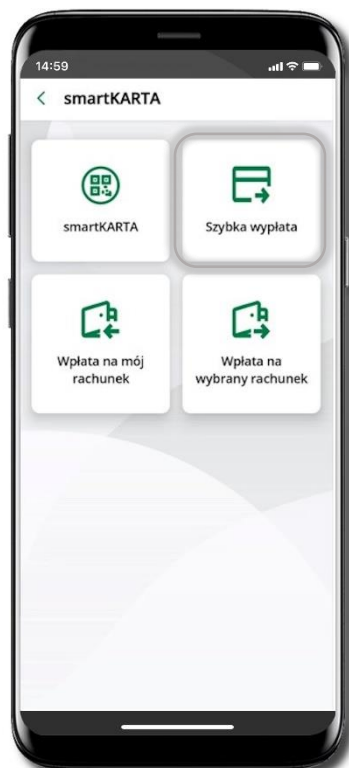 14:59
smartKARTA
smartKARTA
Szybka wypłata
Wpłata na mój
rachunek
Wpłata na
wybrany rachunek